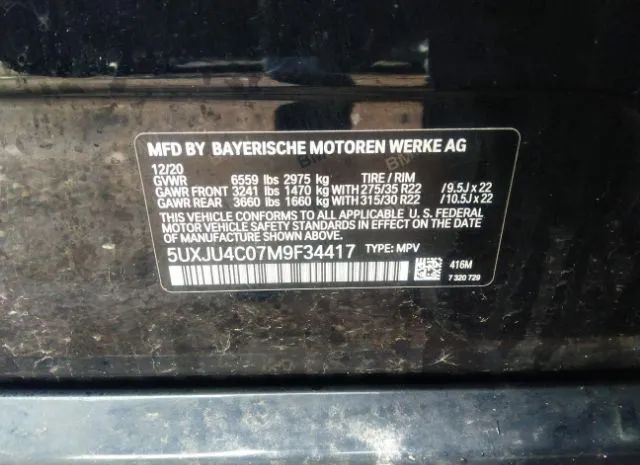 MFD BY BAYERISCHE MOTOREN WERKE AG
12/20
GVWR 6559 lbs 2975 kg TIRE / RIM
GAWR FRONT 3241 lbs 1470 kg WITH 275/35 R22 / 9.5J x 22
GAWR REAR 3660 lbs 1660 kg WITH 315/30 R22 / 10.5J x 22
THIS VEHICLE CONFORMS TO ALL APPLICABLE U. S. FEDERAL
MOTOR VEHICLE SAFETY STANDARDS IN EFFECT ON THE DATE
OF MANUFACTURE SHOWN ABOVE.
5UXJU4C07M9F34417 TYPE: MPV
416M
7 320 729